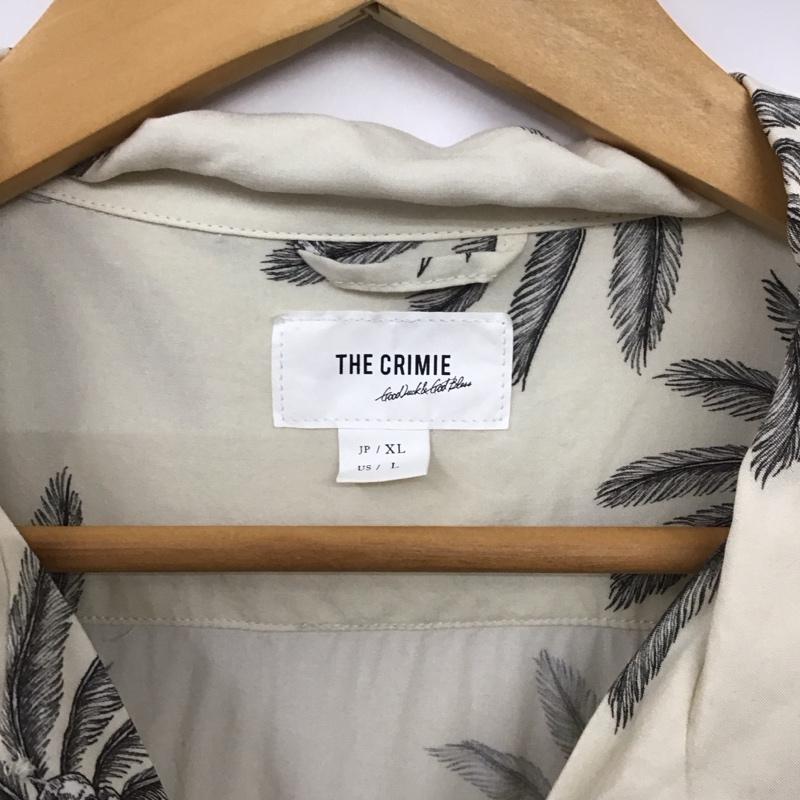 THE CRIMIE
Good Luck & God Bless
JP / XL
US / L